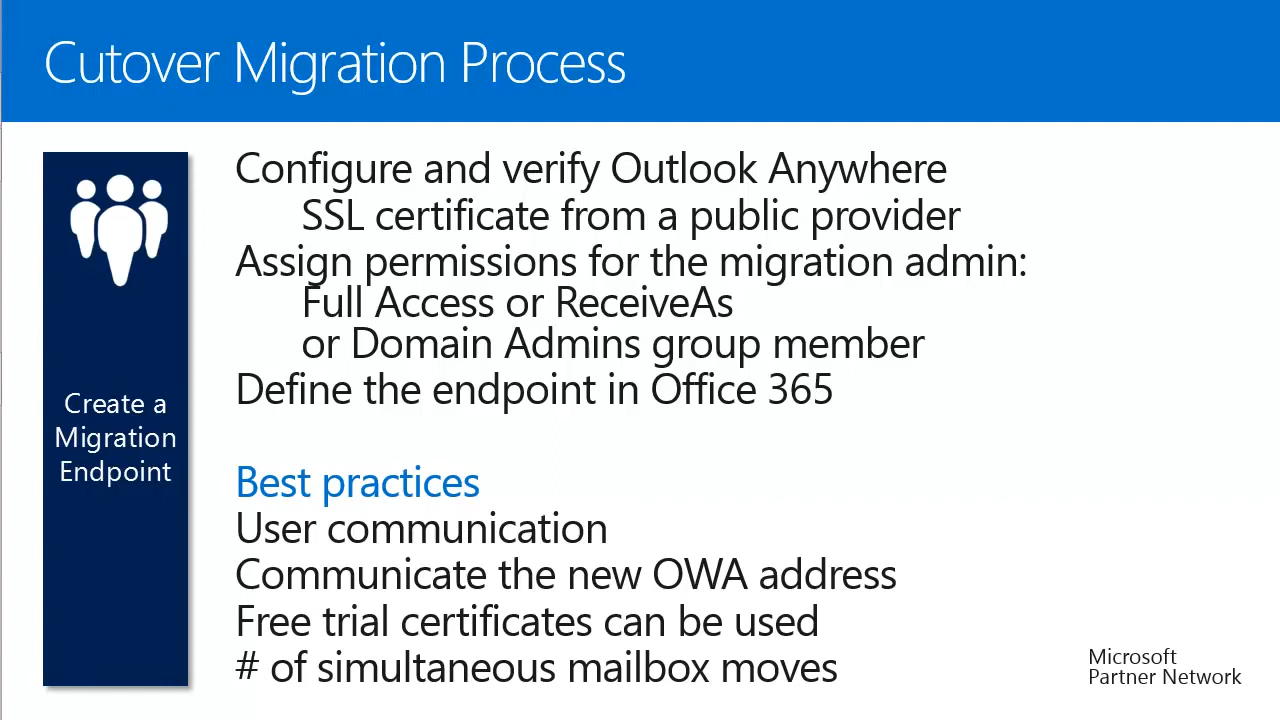 Cutover Migration Process
Create a
Migration
Endpoint
Configure and verify Outlook Anywhere
SSL certificate from a public provider
Assign permissions for the migration admin:
Full Access or ReceiveAs
or Domain Admins group member
Define the endpoint in Office 365
Best practices
User communication
Communicate the new OWA address
Free trial certificates can be used
# of simultaneous mailbox moves
Microsoft
Partner Network